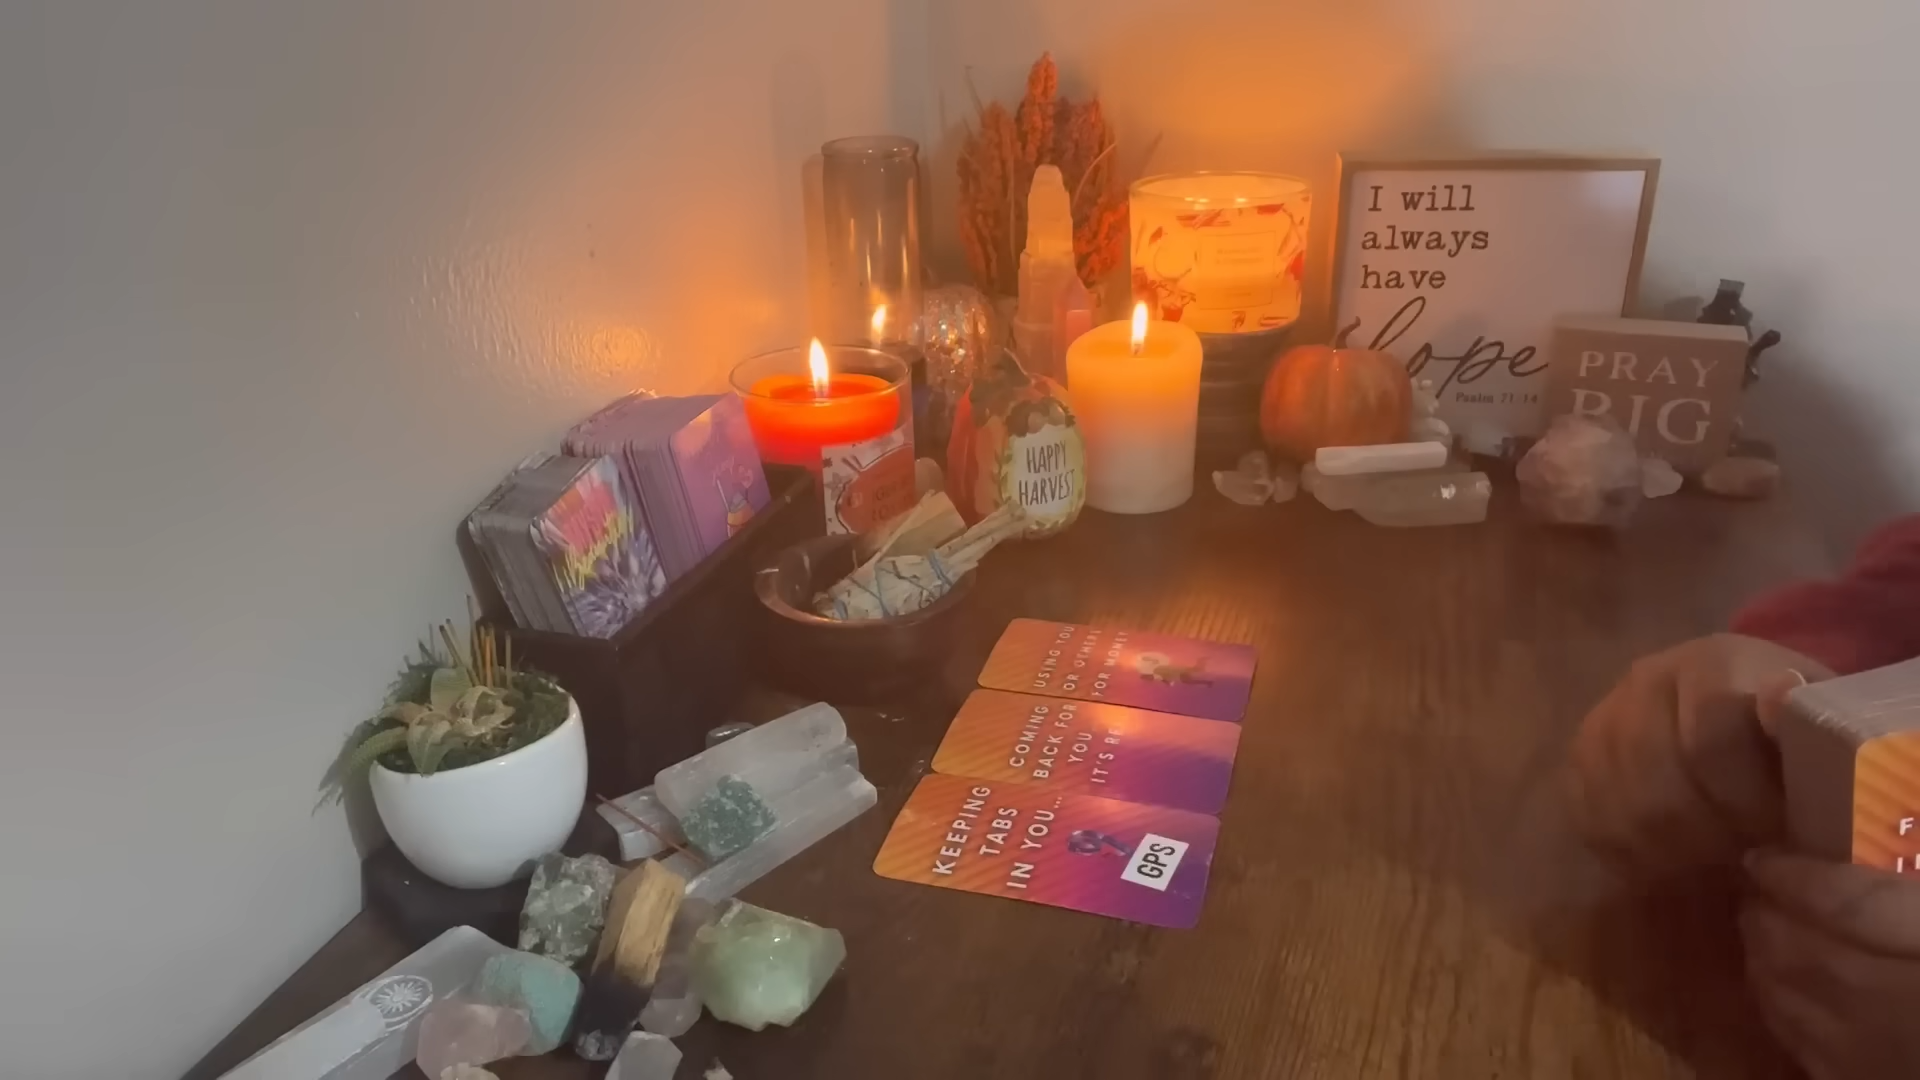 I will
always
have
hope
Psalm 71:14
PRAY
BIG
HAPPY
HARVEST
USING YOU
OR OTHERS
FOR MONEY
COMING
BACK FOR
YOU
IT'S
KEEPING
TABS
IN YOU...
GPS